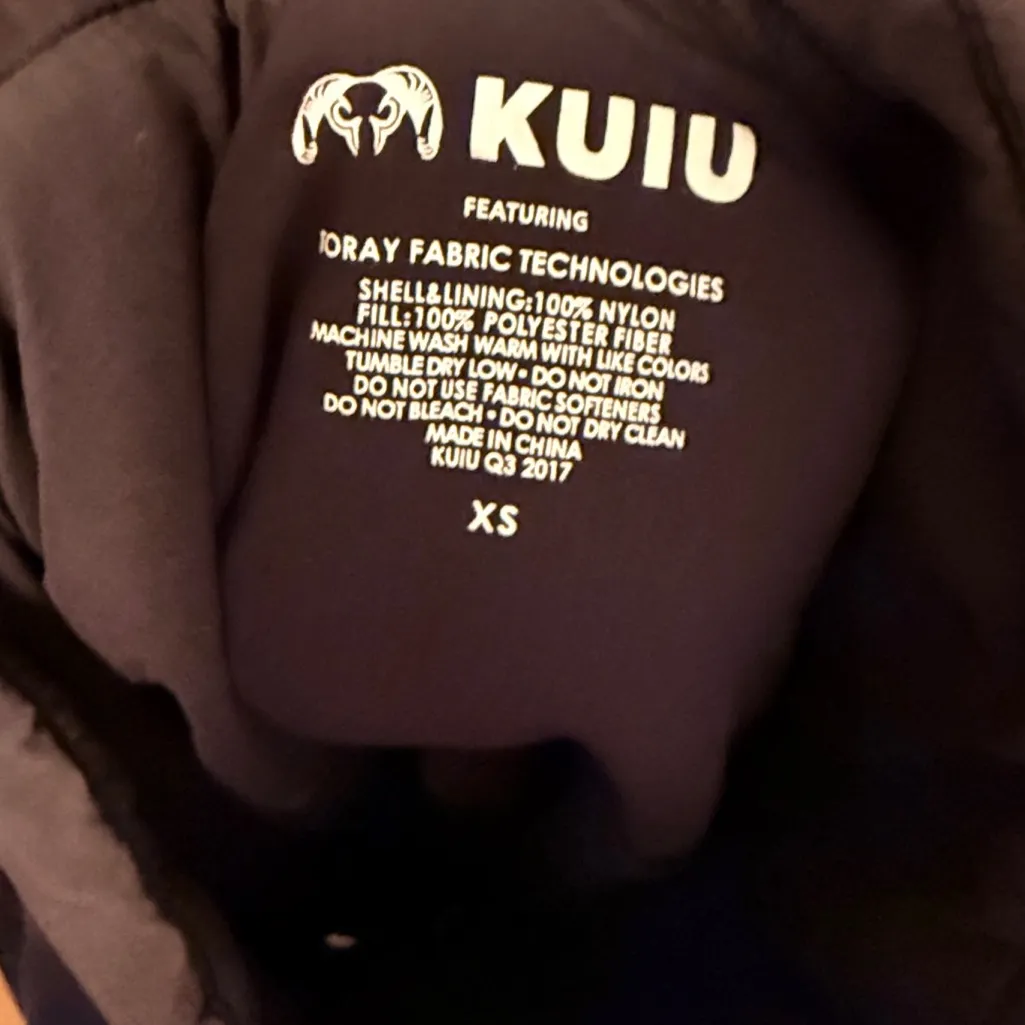 KUIU
FEATURING
TORAY FABRIC TECHNOLOGIES
SHELL&LINING:100% NYLON
FILL:100% POLYESTER FIBER
MACHINE WASH WARM WITH LIKE COLORS
TUMBLE DRY LOW • DO NOT IRON
DO NOT USE FABRIC SOFTENERS
DO NOT BLEACH • DO NOT DRY CLEAN
MADE IN CHINA
KUIU Q3 2017
XS